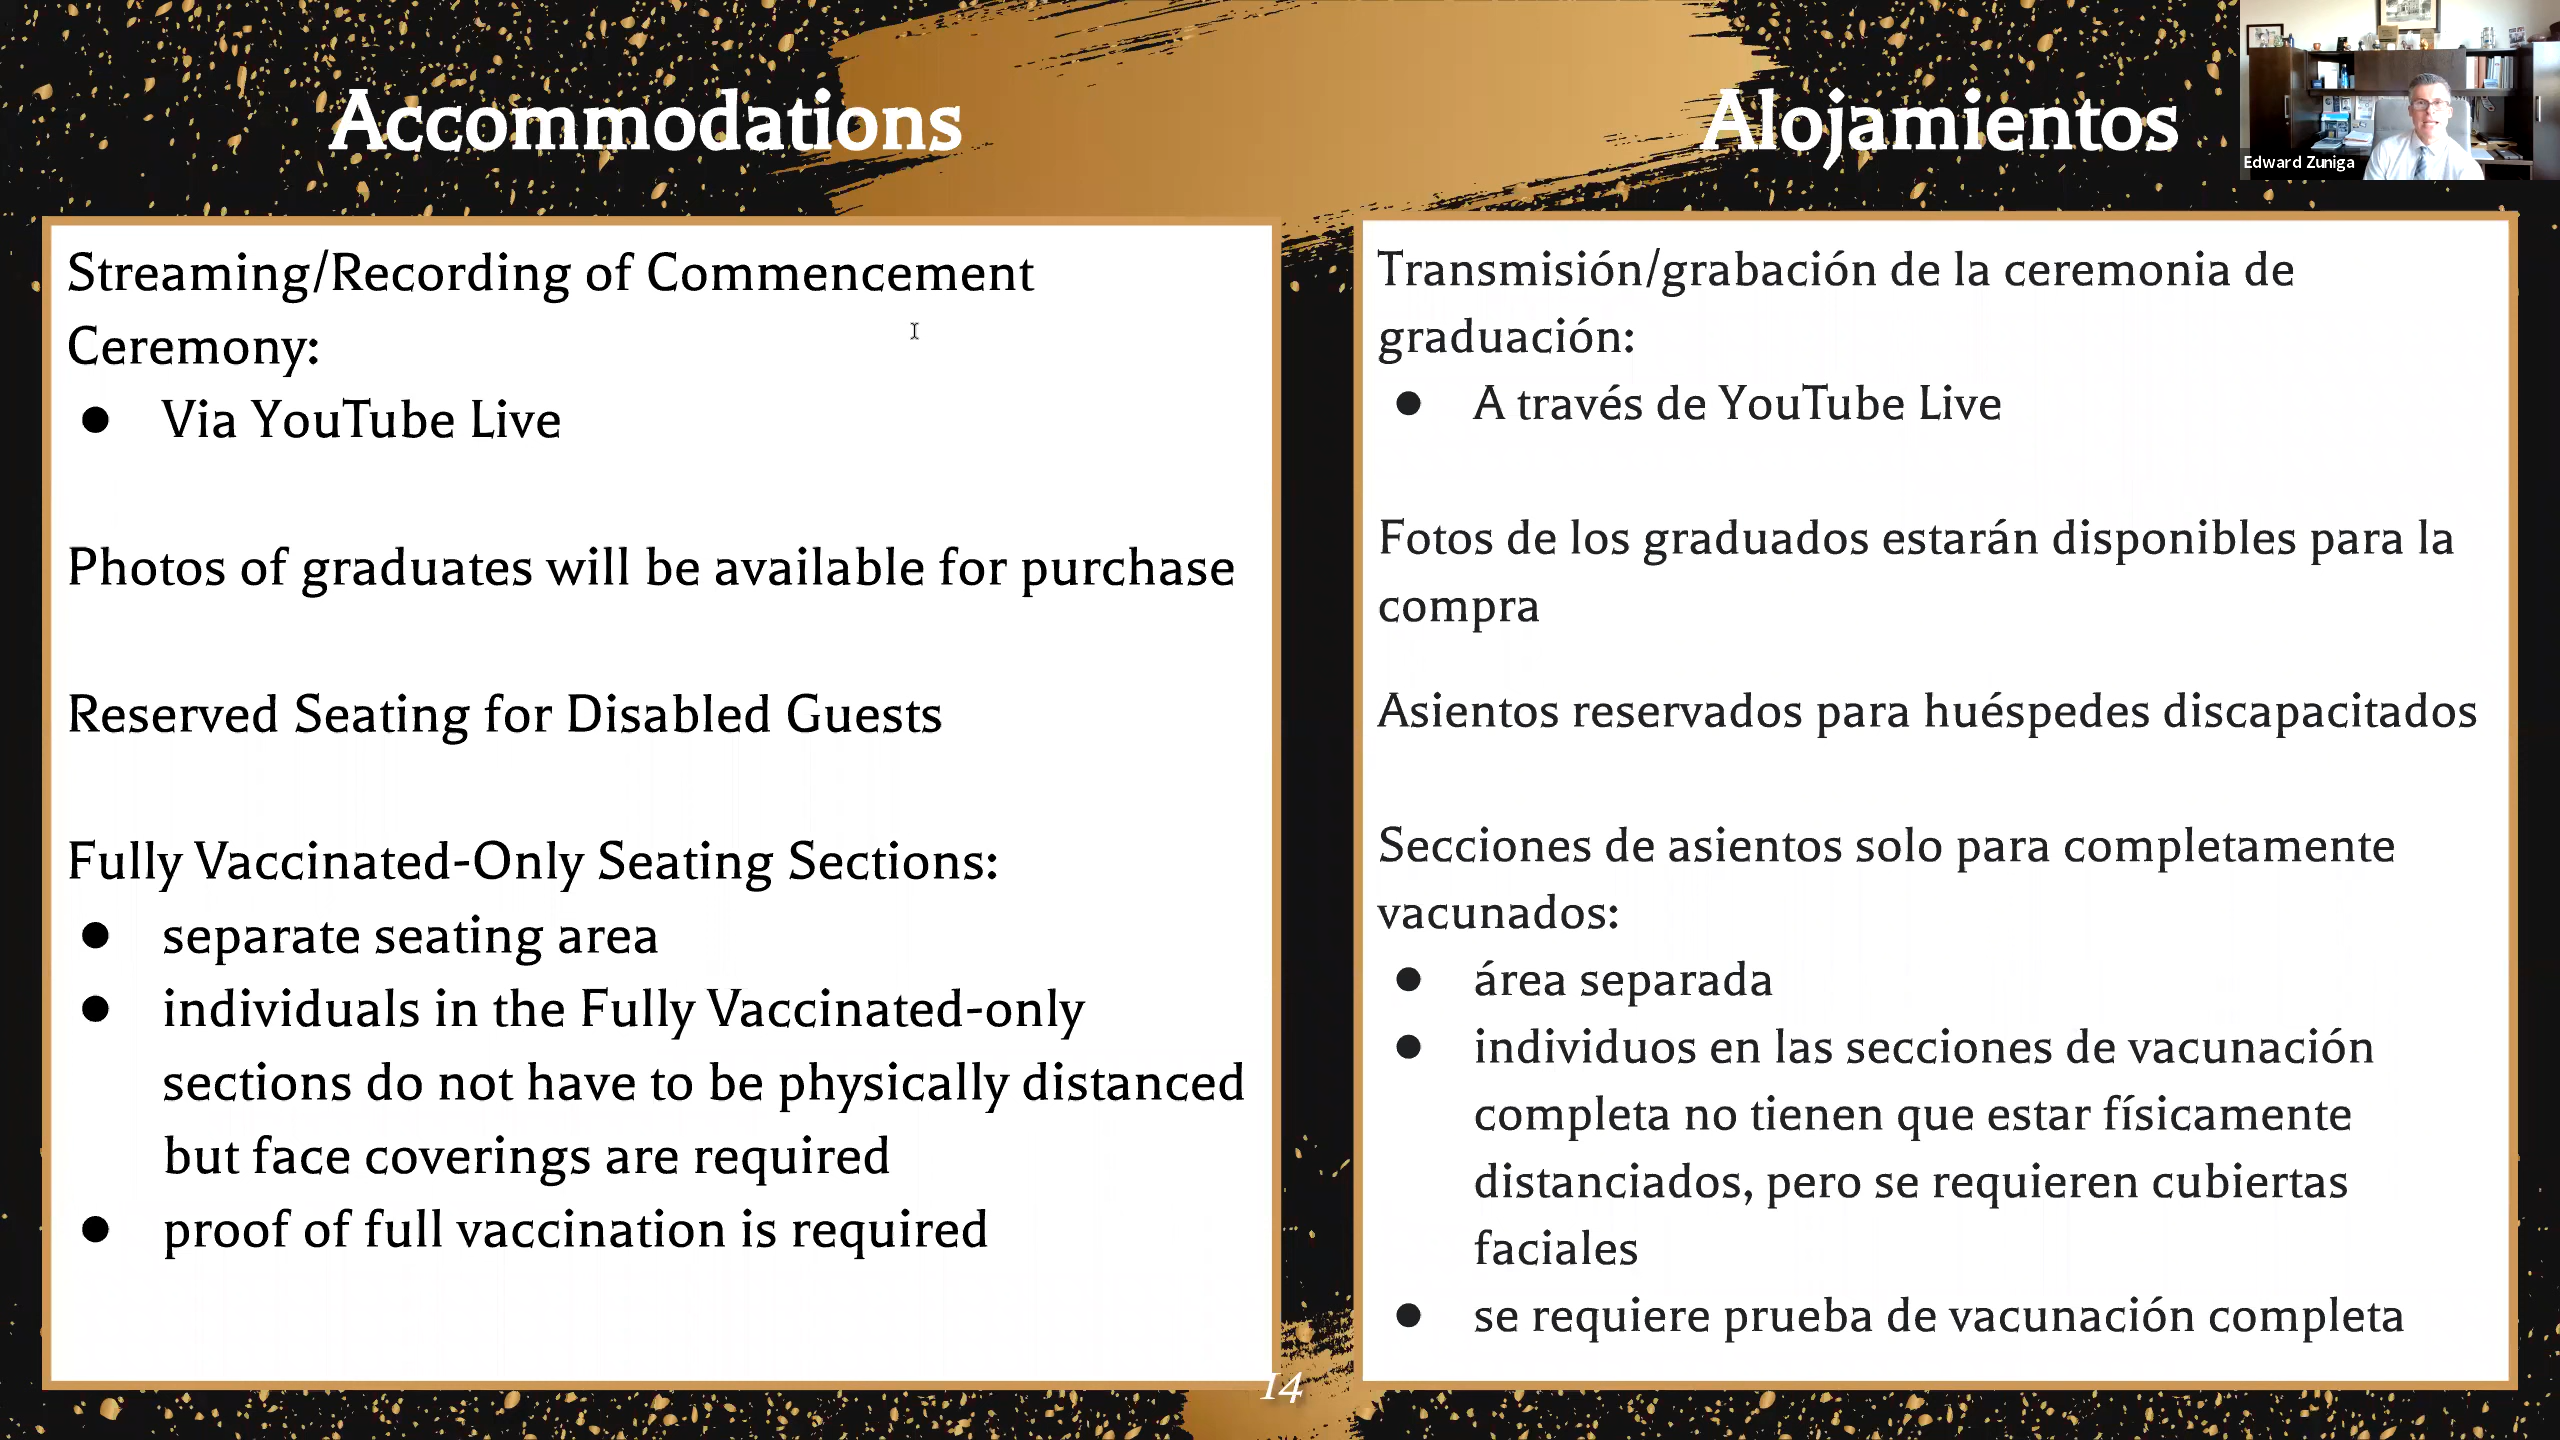 Accommodations
Streaming/Recording of Commencement
Ceremony:
● Via YouTube Live
Photos of graduates will be available for purchase
Reserved Seating for Disabled Guests
Fully Vaccinated-Only Seating Sections:
● separate seating area
● individuals in the Fully Vaccinated-only
sections do not have to be physically distanced
but face coverings are required
● proof of full vaccination is required
Alojamientos
Transmisión/grabación de la ceremonia de
graduación:
● A través de YouTube Live
Fotos de los graduados estarán disponibles para la
compra
Asientos reservados para huéspedes discapacitados
Secciones de asientos solo para completamente
vacunados:
● área separada
● individuos en las secciones de vacunación
completa no tienen que estar físicamente
distanciados, pero se requieren cubiertas
faciales
● se requiere prueba de vacunación completa
Edward Zuniga
14